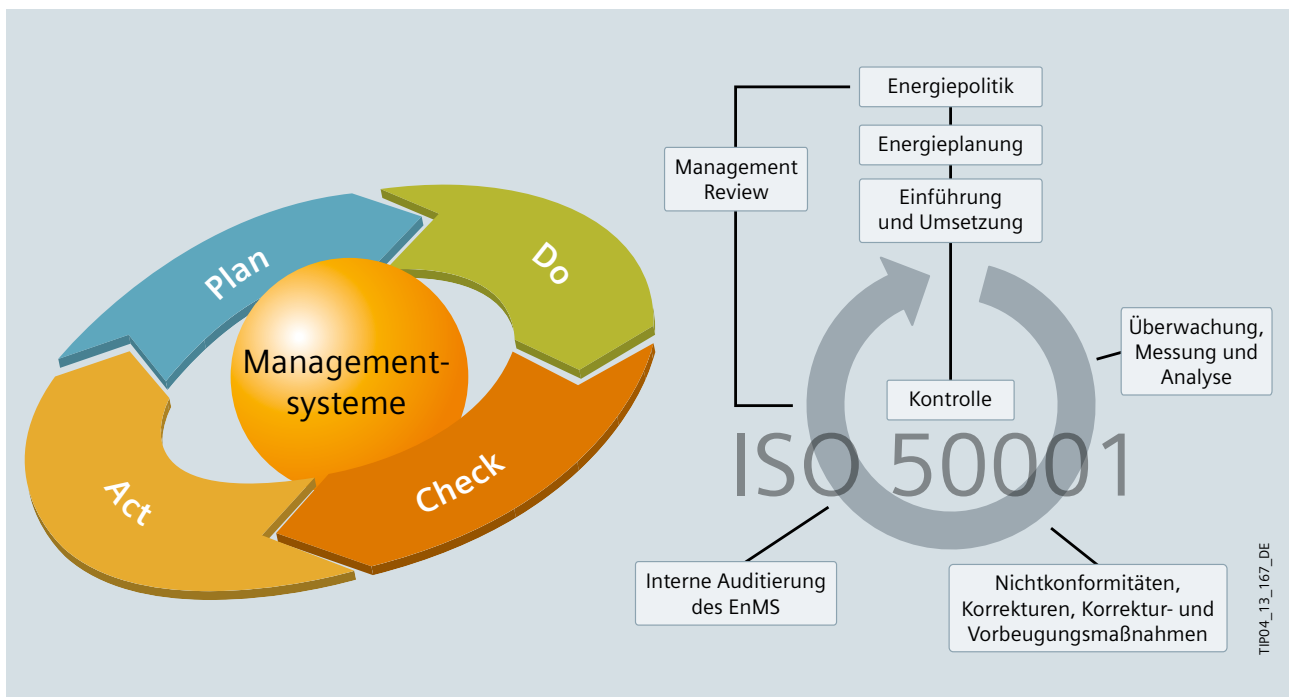 Plan
Do
Check
Act
Management-
systeme
Energiepolitik
Energieplanung
Einführung
und Umsetzung
Management
Review
Überwachung,
Messung und
Analyse
Kontrolle
ISO 50001
Interne Auditierung
des EnMS
Nichtkonformitäten,
Korrekturen, Korrektur- und
Vorbeugungsmaßnahmen
TIP04_13_167_DE